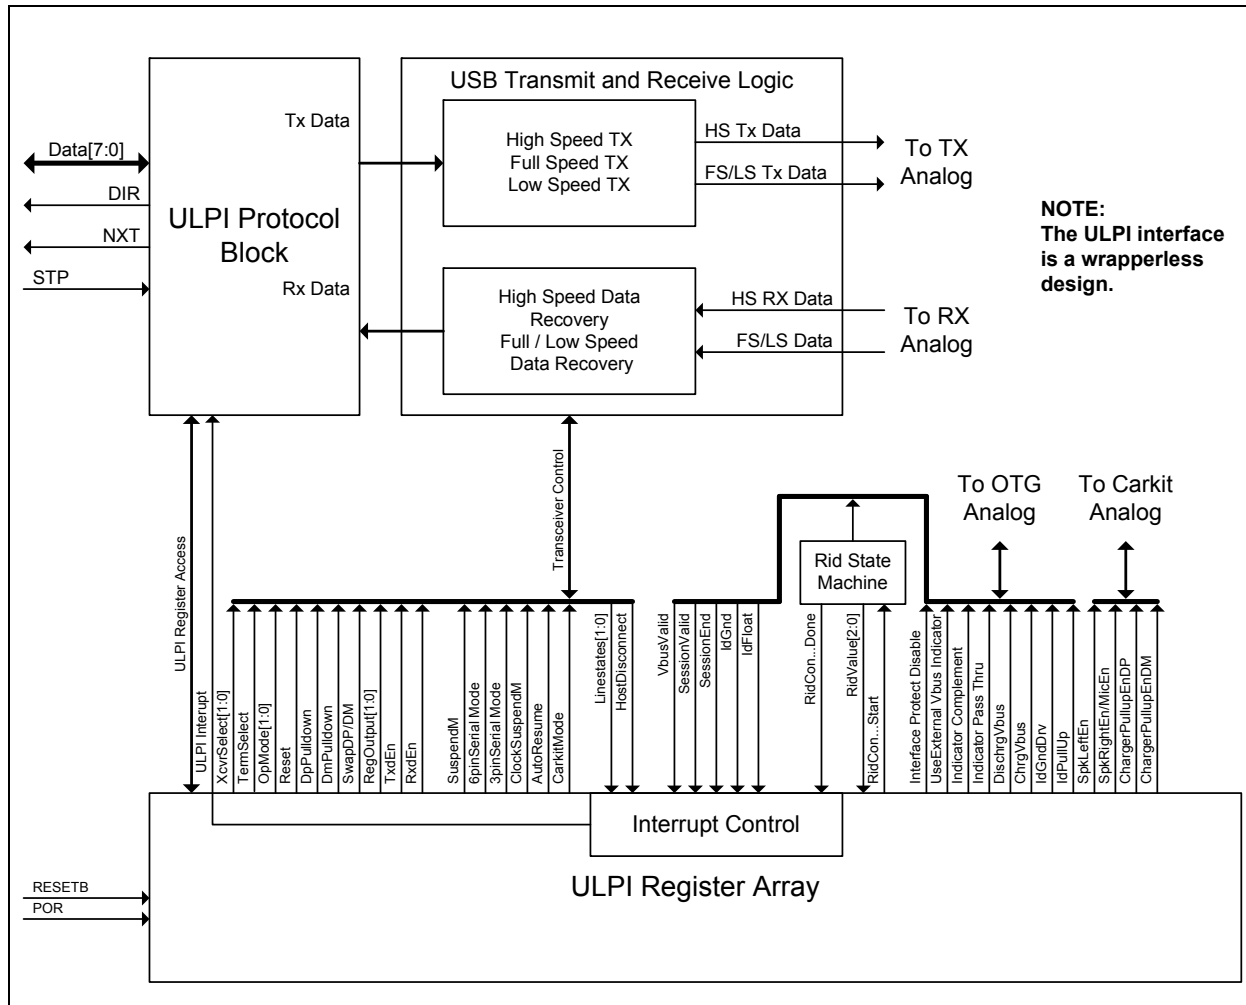 USB Transmit and Receive Logic
Tx Data
High Speed TX
Full Speed TX
Low Speed TX
HS Tx Data
FS/LS Tx Data
To TX
Analog
Data[7:0]
DIR
NXT
STP
ULPI Protocol
Block
Rx Data
High Speed Data
Recovery
Full / Low Speed
Data Recovery
HS RX Data
FS/LS Data
To RX
Analog
NOTE:
The ULPI interface
is a wrapperless
design.
ULPI Register Access
ULPI Interupt
Transceiver Control
To OTG
Analog
To Carkit
Analog
Rid State
Machine
XcvrSelect[1:0]
TermSelect
OpMode[1:0]
Reset
DpPulldown
DmPulldown
SwapDP/DM
RegOutput[1:0]
TxdEn
RxdEn
SuspendM
6pinSerial Mode
3pinSerial Mode
ClockSuspendM
AutoResume
CarkitMode
Linestates[1:0]
HostDisconnect
VbusValid
SessionValid
SessionEnd
IdGnd
IdFloat
RidCon...Done
RidValue[2:0]
RidCon...Start
Interface Protect Disable
UseExternal Vbus Indicator
Indicator Complement
Indicator Pass Thru
DischrgVbus
ChrgVbus
IdGndDrv
IdPullUp
SpkLeftEn
SpkRightEn/MicEn
ChargerPullupEnDP
ChargerPullupEnDM
Interrupt Control
ULPI Register Array
RESETB
POR